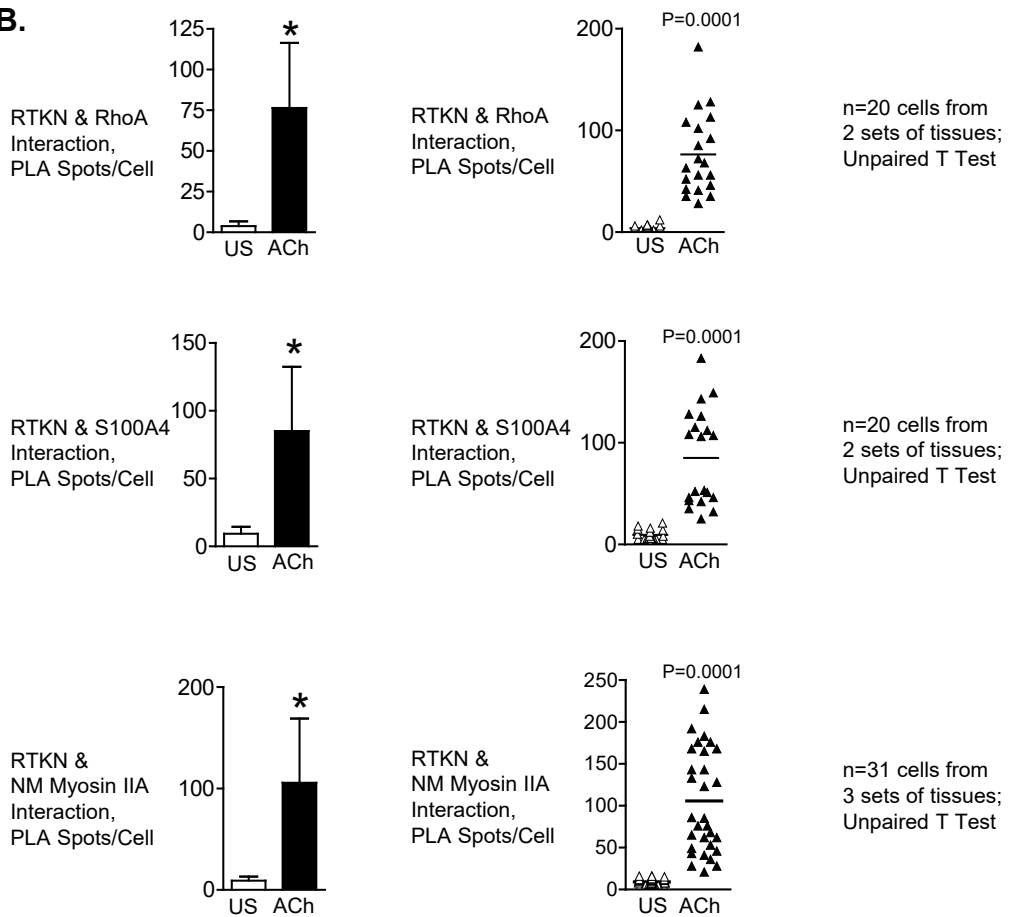 B.
125
100
75
50
25
0
*
RTKN & RhoA
Interaction,
PLA Spots/Cell
US ACh
P=0.0001
200
100
0
RTKN & RhoA
Interaction,
PLA Spots/Cell
US ACh
n=20 cells from
2 sets of tissues;
Unpaired T Test
150
100
50
0
*
RTKN & S100A4
Interaction,
PLA Spots/Cell
US ACh
P=0.0001
200
100
0
RTKN & S100A4
Interaction,
PLA Spots/Cell
US ACh
n=20 cells from
2 sets of tissues;
Unpaired T Test
200
100
0
*
RTKN &
NM Myosin IIA
Interaction,
PLA Spots/Cell
US ACh
P=0.0001
250
200
150
100
50
0
RTKN &
NM Myosin IIA
Interaction,
PLA Spots/Cell
US ACh
n=31 cells from
3 sets of tissues;
Unpaired T Test